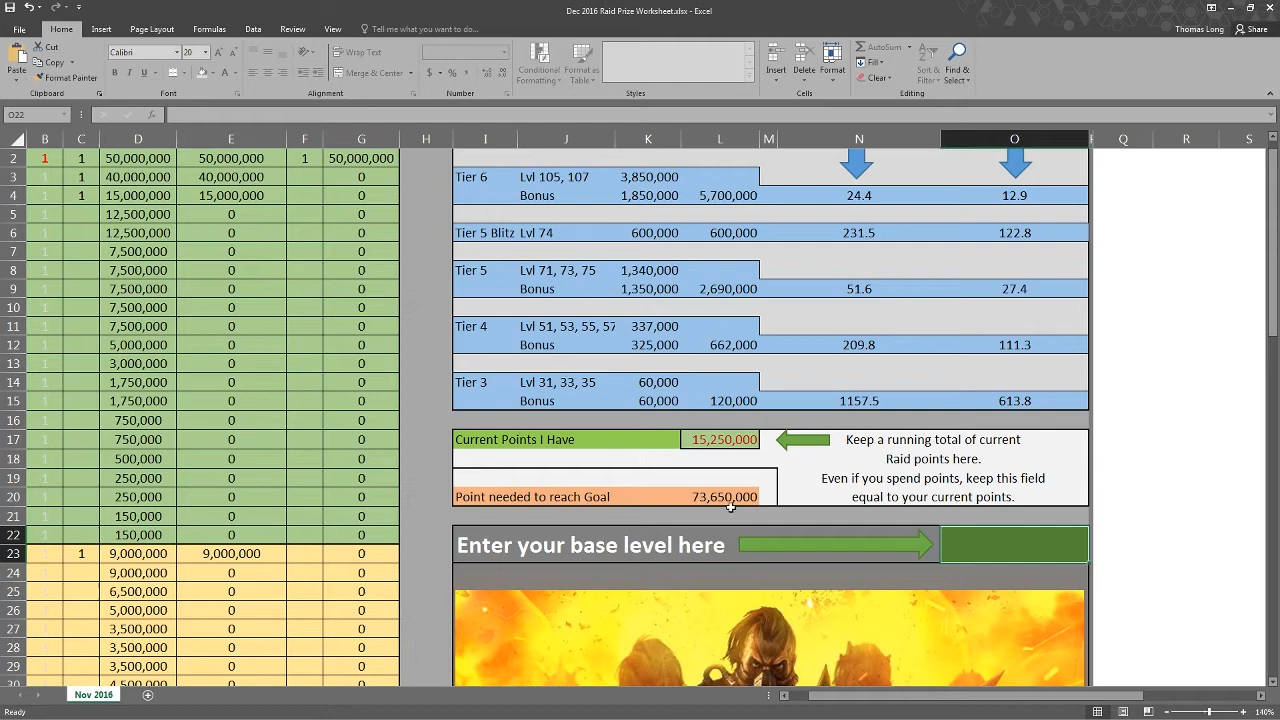 Dec 2016 Raid Prize Worksheet.xlsx - Excel
File Home Insert Page Layout Formulas Data Review View Tell me what you want to do... Thomas Long Share
Paste Cut Copy Format Painter Calibri 20 B I U A Wrap Text Merge & Center $ % , Conditional Formatting Format as Table Insert Delete Format AutoSum Fill Clear Sort & Filter Find & Select
Clipboard Font Alignment Number Styles Cells Editing
O22 fx
B C D E F G H I J K L M N O Q R S
2 1 1 50,000,000 50,000,000 1 50,000,000
3 1 1 40,000,000 40,000,000 0 Tier 6 Lvl 105, 107 3,850,000
4 1 1 15,000,000 15,000,000 0 Bonus 1,850,000 5,700,000 24.4 12.9
5 1 12,500,000 0 0
6 1 12,500,000 0 0 Tier 5 Blitz Lvl 74 600,000 600,000 231.5 122.8
7 1 7,500,000 0 0
8 1 7,500,000 0 0 Tier 5 Lvl 71, 73, 75 1,340,000
9 1 7,500,000 0 0 Bonus 1,350,000 2,690,000 51.6 27.4
10 1 7,500,000 0 0
11 1 7,500,000 0 0 Tier 4 Lvl 51, 53, 55, 57 337,000
12 1 5,000,000 0 0 Bonus 325,000 662,000 209.8 111.3
13 1 3,000,000 0 0
14 1 1,750,000 0 0 Tier 3 Lvl 31, 33, 35 60,000
15 1 1,750,000 0 0 Bonus 60,000 120,000 1157.5 613.8
16 1 750,000 0 0
17 1 750,000 0 0 Current Points I Have 15,250,000 Keep a running total of current
18 1 500,000 0 0 Raid points here.
19 1 250,000 0 0 Even if you spend points, keep this field
20 1 250,000 0 0 Point needed to reach Goal 73,650,000 equal to your current points.
21 1 150,000 0 0
22 1 150,000 0 0 Enter your base level here
23 1 1 9,000,000 9,000,000 0
24 1 9,000,000 0 0
25 1 6,500,000 0 0
26 1 5,000,000 0 0
27 1 3,500,000 0 0
28 1 3,500,000 0 0
29 1 3,500,000 0 0
Nov 2016
Ready 140%